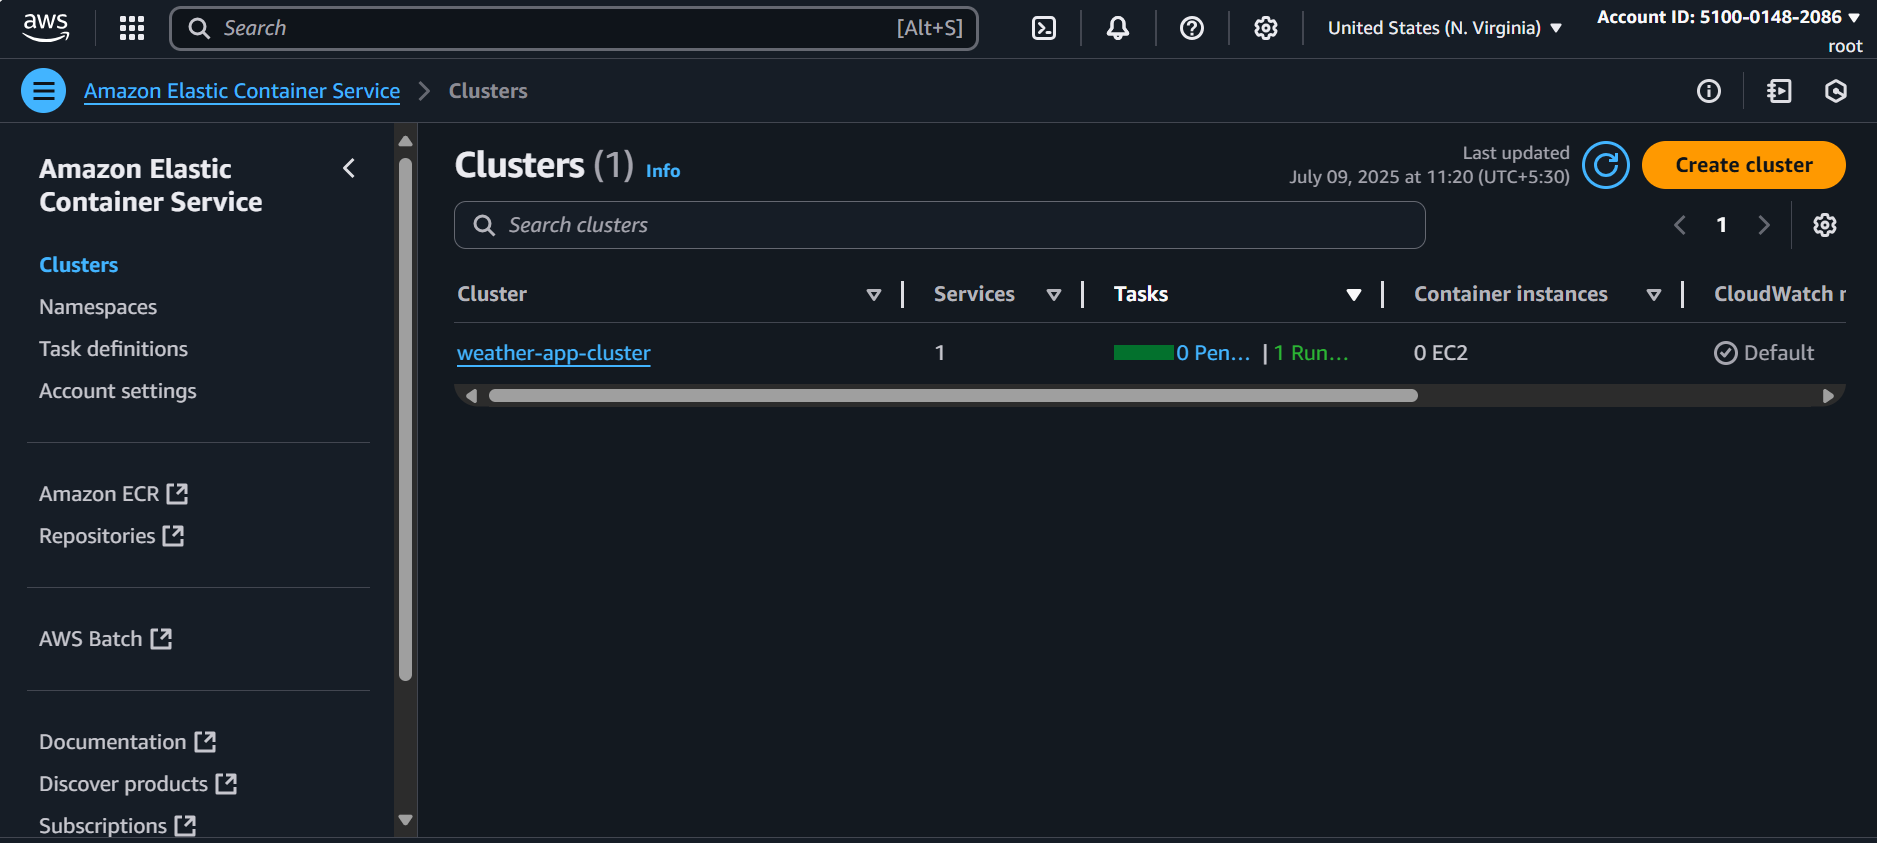 aws
Search [Alt+S]
United States (N. Virginia)
Account ID: 5100-0148-2086
root
Amazon Elastic Container Service
Clusters
Amazon Elastic
Container Service
Clusters
Namespaces
Task definitions
Account settings
Amazon ECR
Repositories
AWS Batch
Documentation
Discover products
Subscriptions
Clusters (1) Info
Last updated
July 09, 2025 at 11:20 (UTC+5:30)
Create cluster
Search clusters
1
Cluster Services Tasks Container instances CloudWatch
weather-app-cluster 1 0 Pen... | 1 Run... 0 EC2 Default